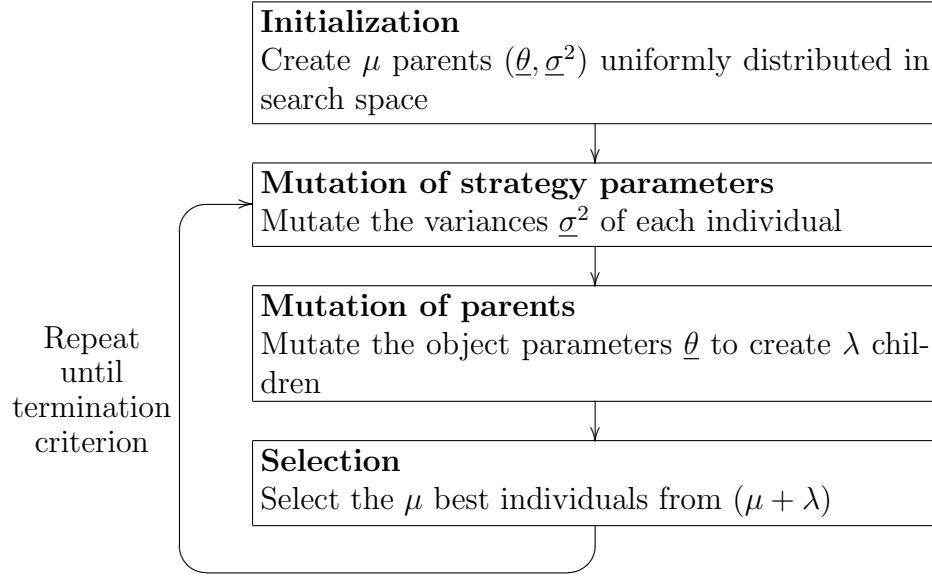 Initialization
Create μ parents (θ, σ²) uniformly distributed in
search space
Mutation of strategy parameters
Mutate the variances σ² of each individual
Mutation of parents
Mutate the object parameters θ to create λ chil-
dren
Repeat
until
termination
criterion
Selection
Select the μ best individuals from (μ + λ)